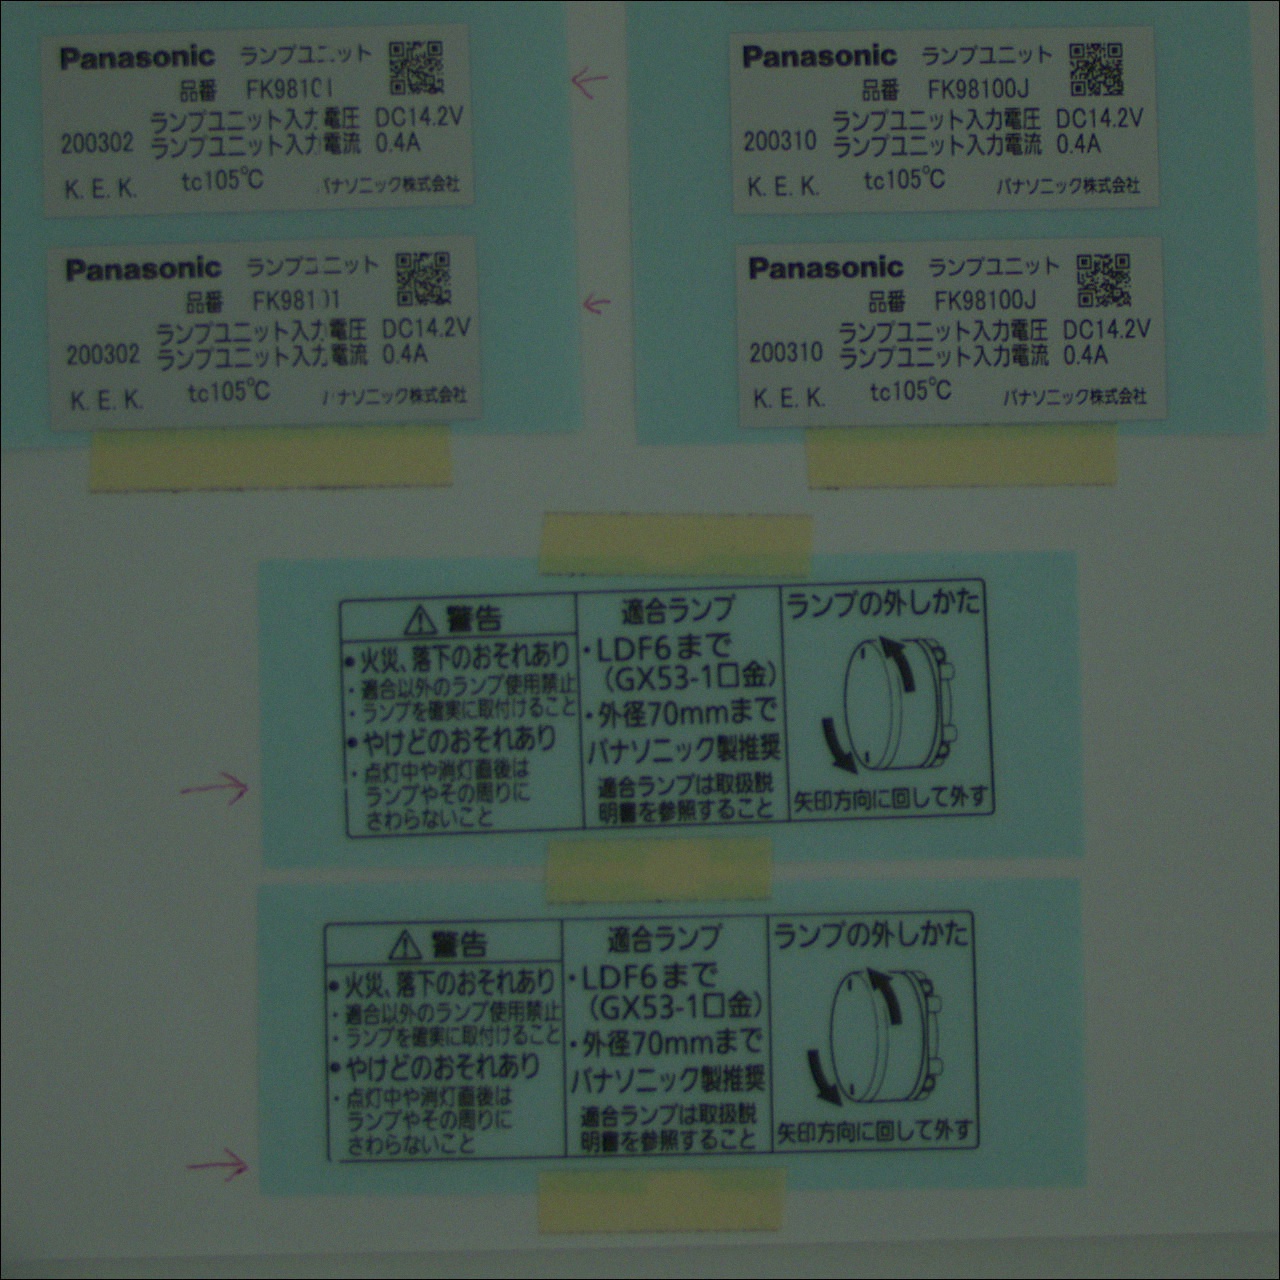 Panasonic ランプユニット
品番
ランプユニット入力電圧 DC14.2V
200302 ランプユニット入力電流 0.4A
K. E. K. tc105℃ パナソニック株式会社
Panasonic ランプユニット
品番 FK98100J
ランプユニット入力電圧 DC14.2V
200310 ランプユニット入力電流 0.4A
K. E. K. tc105℃ パナソニック株式会社
Panasonic ランプユニット
品番
ランプユニット入力電圧 DC14.2V
200302 ランプユニット入力電流 0.4A
K. E. K. tc105℃ パナソニック株式会社
Panasonic ランプユニット
品番 FK98100J
ランプユニット入力電圧 DC14.2V
200310 ランプユニット入力電流 0.4A
K. E. K. tc105℃ パナソニック株式会社
⚠ 警告
●火災、落下のおそれあり
・適合以外のランプ使用禁止
・ランプを確実に取付けること
●やけどのおそれあり
・点灯中や消灯直後は
ランプやその周りに
さわらないこと
適合ランプ
・LDF6まで
(GX53-1口金)
・外径70mmまで
パナソニック製推奨
適合ランプは取扱説
明書を参照すること
ランプの外しかた
矢印方向に回して外す
⚠ 警告
●火災、落下のおそれあり
・適合以外のランプ使用禁止
・ランプを確実に取付けること
●やけどのおそれあり
・点灯中や消灯直後は
ランプやその周りに
さわらないこと
適合ランプ
・LDF6まで
(GX53-1口金)
・外径70mmまで
パナソニック製推奨
適合ランプは取扱説
明書を参照すること
ランプの外しかた
矢印方向に回して外す